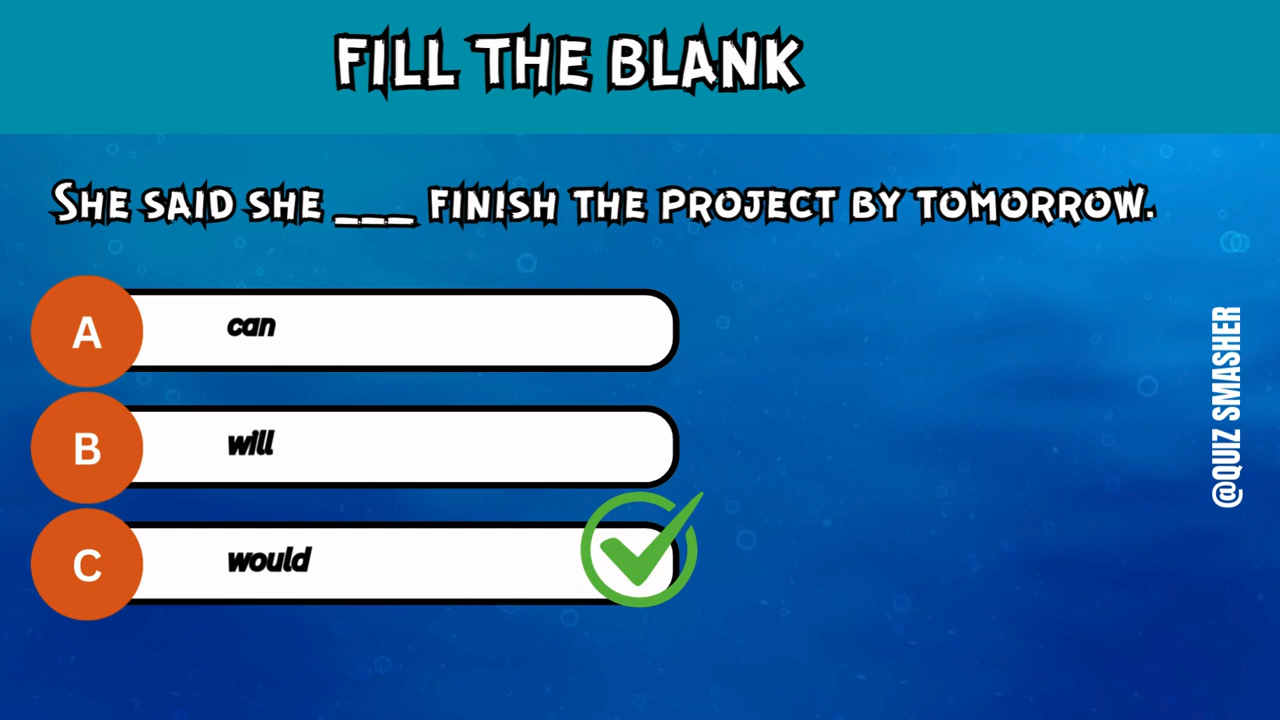 FILL THE BLANK
SHE SAID SHE ___ FINISH THE PROJECT BY TOMORROW.
A can
B will
C would
@QUIZ SMASHER